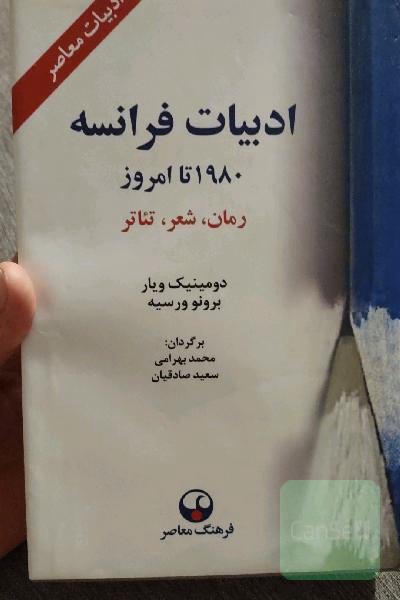 ادبیات معاصر
ادبیات فرانسه
۱۹۸۰ تا امروز
رمان، شعر، تئاتر
دومینیک ویار
برونو ورسیه
برگردان:
محمد بهرامی
سعید صادقیان
فرهنگ معاصر
CanSell